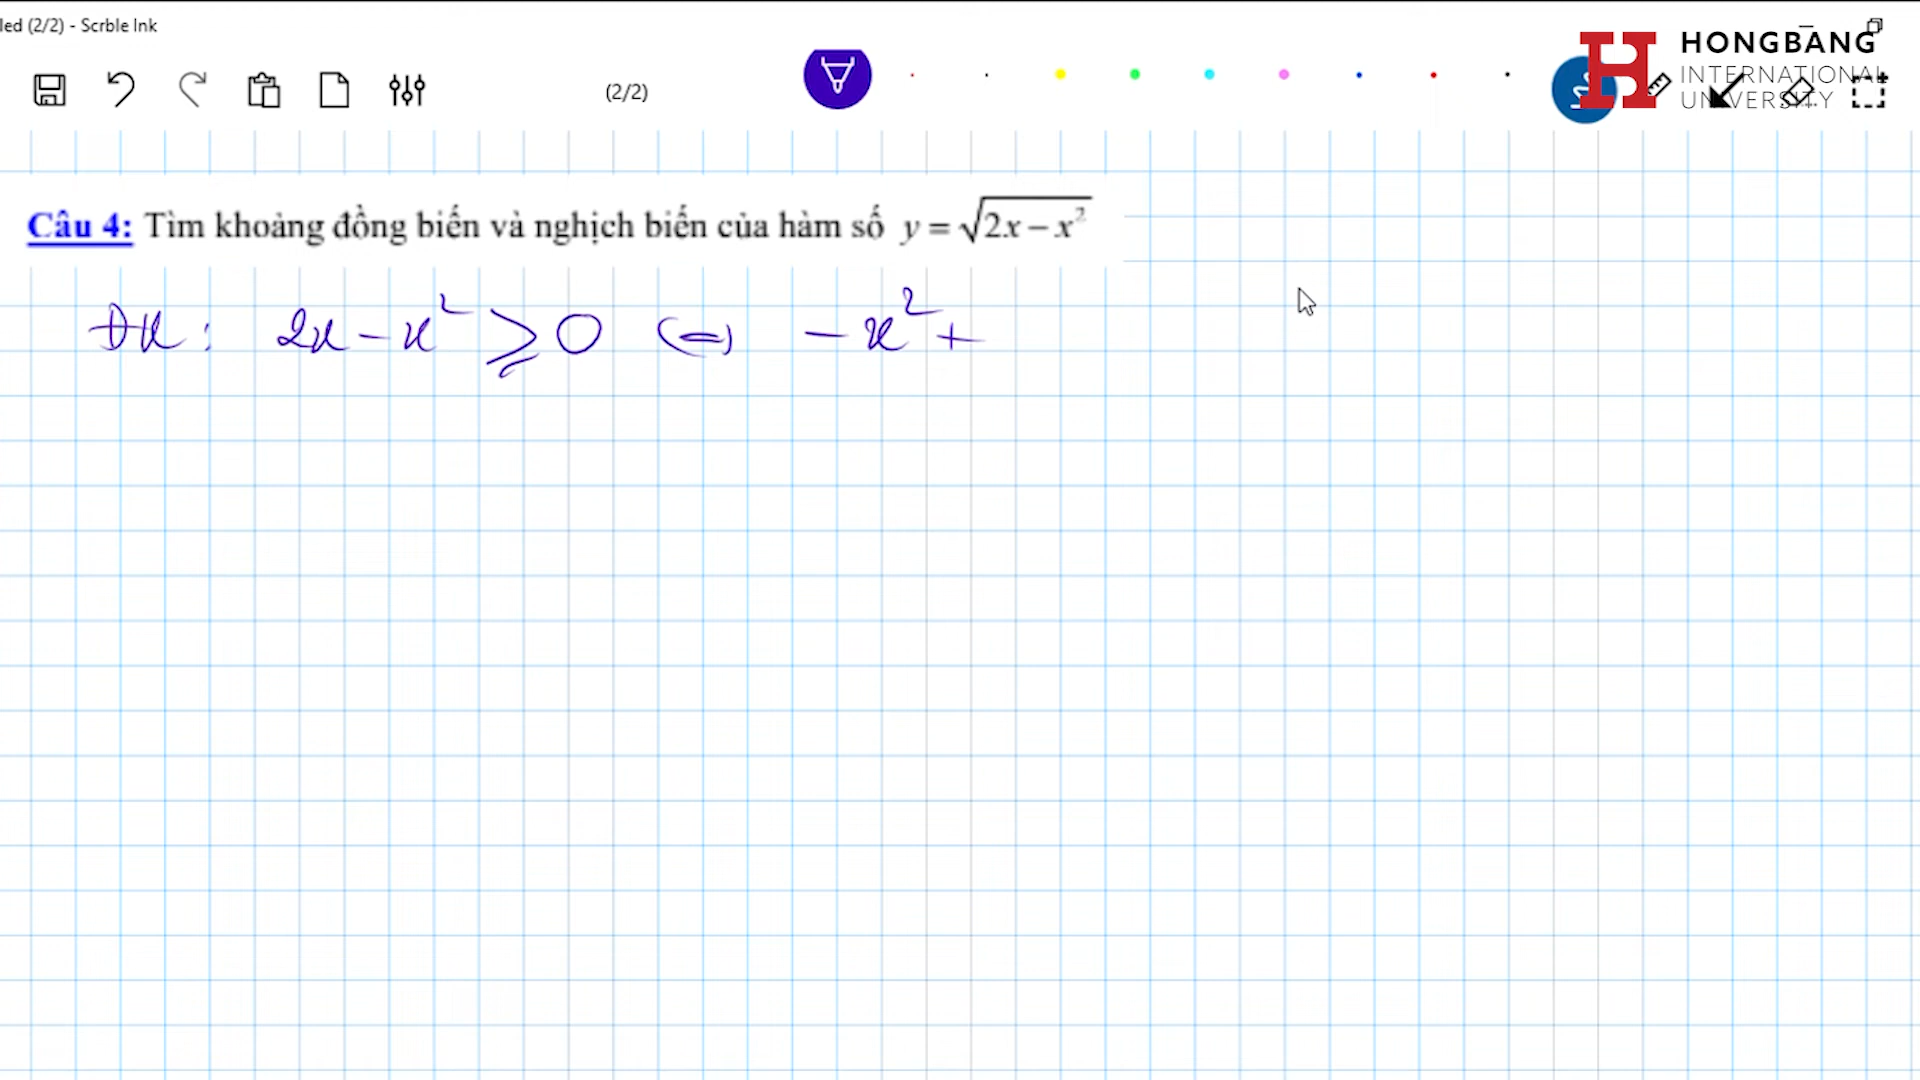 led (2/2) - Scrble Ink
(2/2)
HONGBANG
INTERNATIONAL
UNIVERSITY
Câu 4: Tìm khoảng đồng biến và nghịch biến của hàm số y = √(2x − x²)
ĐK : 2x − x² ⩾ 0 ⇔ − x² +